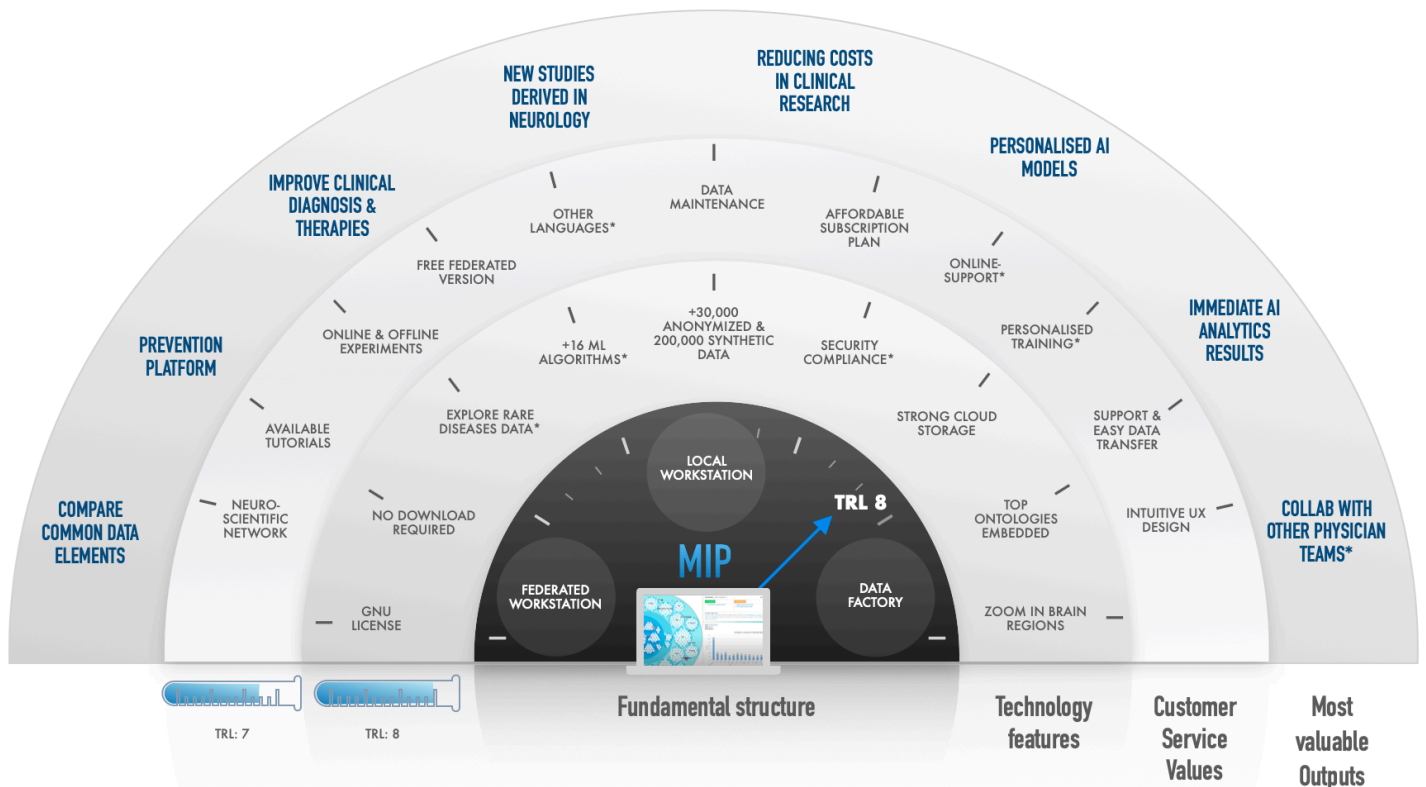 NEW STUDIES
DERIVED IN
NEUROLOGY
REDUCING COSTS
IN CLINICAL
RESEARCH
PERSONALISED AI
MODELS
IMPROVE CLINICAL
DIAGNOSIS &
THERAPIES
IMMEDIATE AI
ANALYTICS
RESULTS
PREVENTION
PLATFORM
COMPARE
COMMON DATA
ELEMENTS
COLLAB WITH
OTHER PHYSICIAN
TEAMS*
DATA
MAINTENANCE
OTHER
LANGUAGES*
AFFORDABLE
SUBSCRIPTION
PLAN
FREE FEDERATED
VERSION
ONLINE-
SUPPORT*
ONLINE & OFFLINE
EXPERIMENTS
PERSONALISED
TRAINING*
AVAILABLE
TUTORIALS
SUPPORT &
EASY DATA
TRANSFER
NEURO-
SCIENTIFIC
NETWORK
INTUITIVE UX
DESIGN
+30,000
ANONYMIZED &
200,000 SYNTHETIC
DATA
+16 ML
ALGORITHMS*
SECURITY
COMPLIANCE*
EXPLORE RARE
DISEASES DATA*
STRONG CLOUD
STORAGE
NO DOWNLOAD
REQUIRED
TOP
ONTOLOGIES
EMBEDDED
GNU
LICENSE
ZOOM IN BRAIN
REGIONS
LOCAL
WORKSTATION
TRL 8
MIP
FEDERATED
WORKSTATION
DATA
FACTORY
TRL: 7
TRL: 8
Fundamental structure
Technology
features
Customer
Service
Values
Most
valuable
Outputs